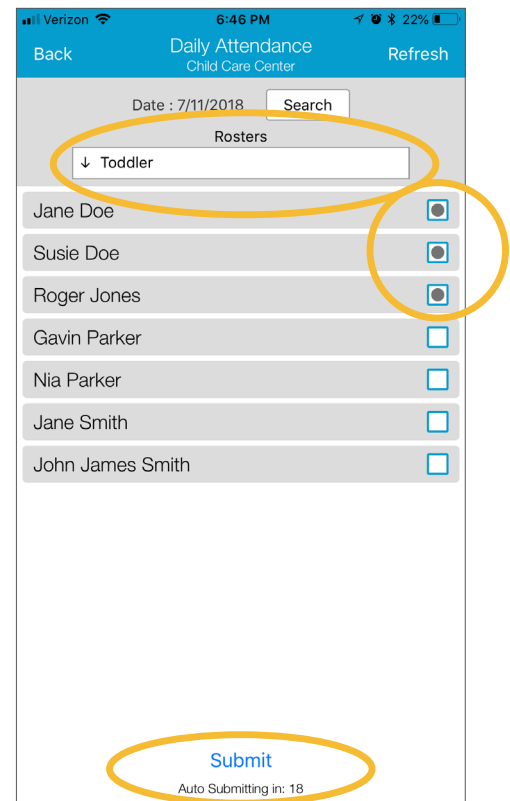 Verizon 6:46 PM 22%
Back Daily Attendance Refresh
Child Care Center
Date : 7/11/2018 Search
Rosters
↓ Toddler
Jane Doe
Susie Doe
Roger Jones
Gavin Parker
Nia Parker
Jane Smith
John James Smith
Submit
Auto Submitting in: 18